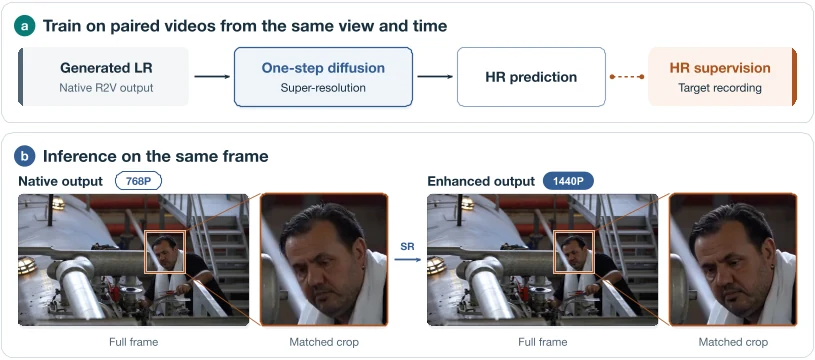 a Train on paired videos from the same view and time
Generated LR
Native R2V output
One-step diffusion
Super-resolution
HR prediction
HR supervision
Target recording
b Inference on the same frame
Native output 768P
Enhanced output 1440P
SR
Full frame
Matched crop
Full frame
Matched crop